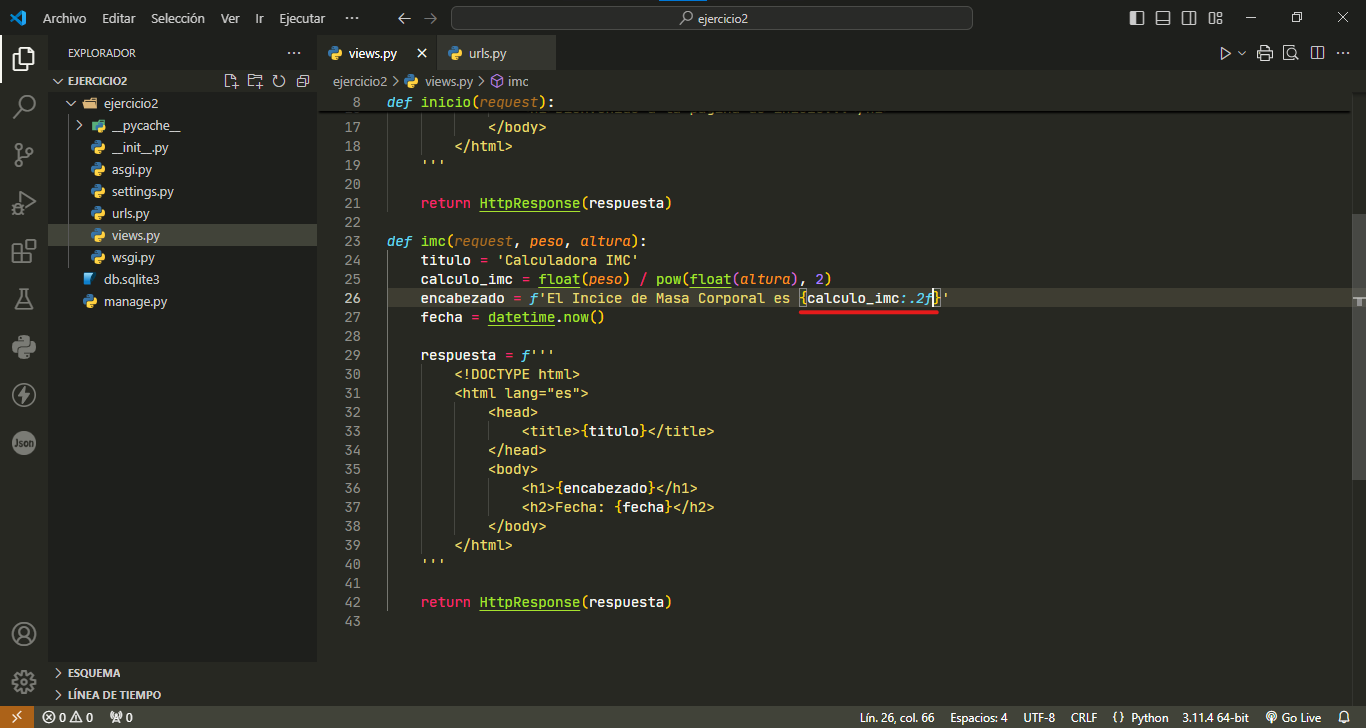 Archivo Editar Selección Ver Ir Ejecutar ··· ejercicio2
EXPLORADOR ···
EJERCICIO2
ejercicio2
__pycache__
__init__.py
asgi.py
settings.py
urls.py
views.py
wsgi.py
db.sqlite3
manage.py
ESQUEMA
LÍNEA DE TIEMPO
views.py urls.py
ejercicio2 > views.py > imc
8 def inicio(request):
17 </body>
18 </html>
19 '''
20
21 return HttpResponse(respuesta)
22
23 def imc(request, peso, altura):
24 titulo = 'Calculadora IMC'
25 calculo_imc = float(peso) / pow(float(altura), 2)
26 encabezado = f'El Incice de Masa Corporal es {calculo_imc:.2f}'
27 fecha = datetime.now()
28
29 respuesta = f'''
30 <!DOCTYPE html>
31 <html lang="es">
32 <head>
33 <title>{titulo}</title>
34 </head>
35 <body>
36 <h1>{encabezado}</h1>
37 <h2>Fecha: {fecha}</h2>
38 </body>
39 </html>
40 '''
41
42 return HttpResponse(respuesta)
43
Json
0 0 0 Lín. 26, col. 66 Espacios: 4 UTF-8 CRLF {} Python 3.11.4 64-bit Go Live